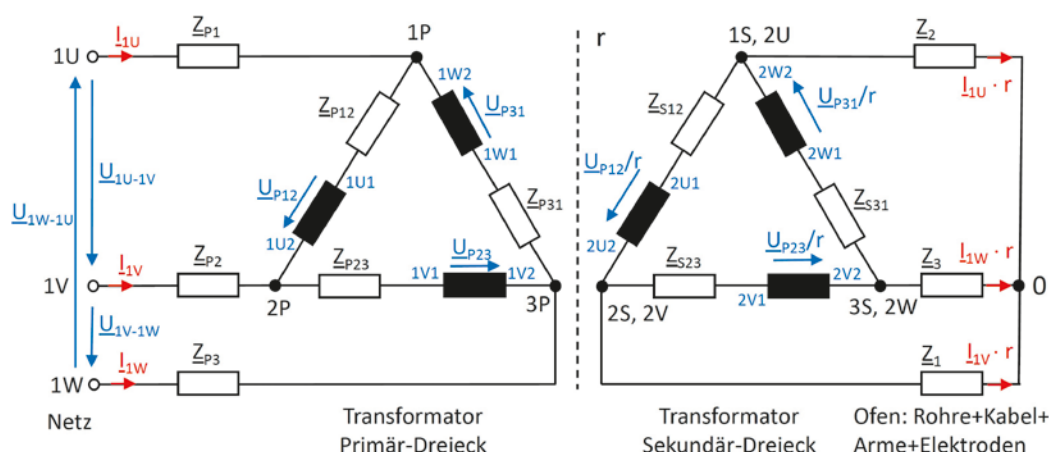 1U
I1U
ZP1
1P
r
1S, 2U
Z2
I1U · r
1W2
ZP12
UP31
1W1
1U1
UP12
1U2
ZP31
2W2
ZS12
UP31/r
2W1
UP12/r
2U1
2U2
ZS31
U1U-1V
U1W-1U
1V
I1V
ZP2
2P
ZP23
UP23
1V1
1V2
3P
2S, 2V
ZS23
UP23/r
2V1
2V2
3S, 2W
Z3
I1W · r
0
U1V-1W
1W
I1W
ZP3
Z1
I1V · r
Netz
Transformator
Primär-Dreieck
Transformator
Sekundär-Dreieck
Ofen: Rohre+Kabel+
Arme+Elektroden